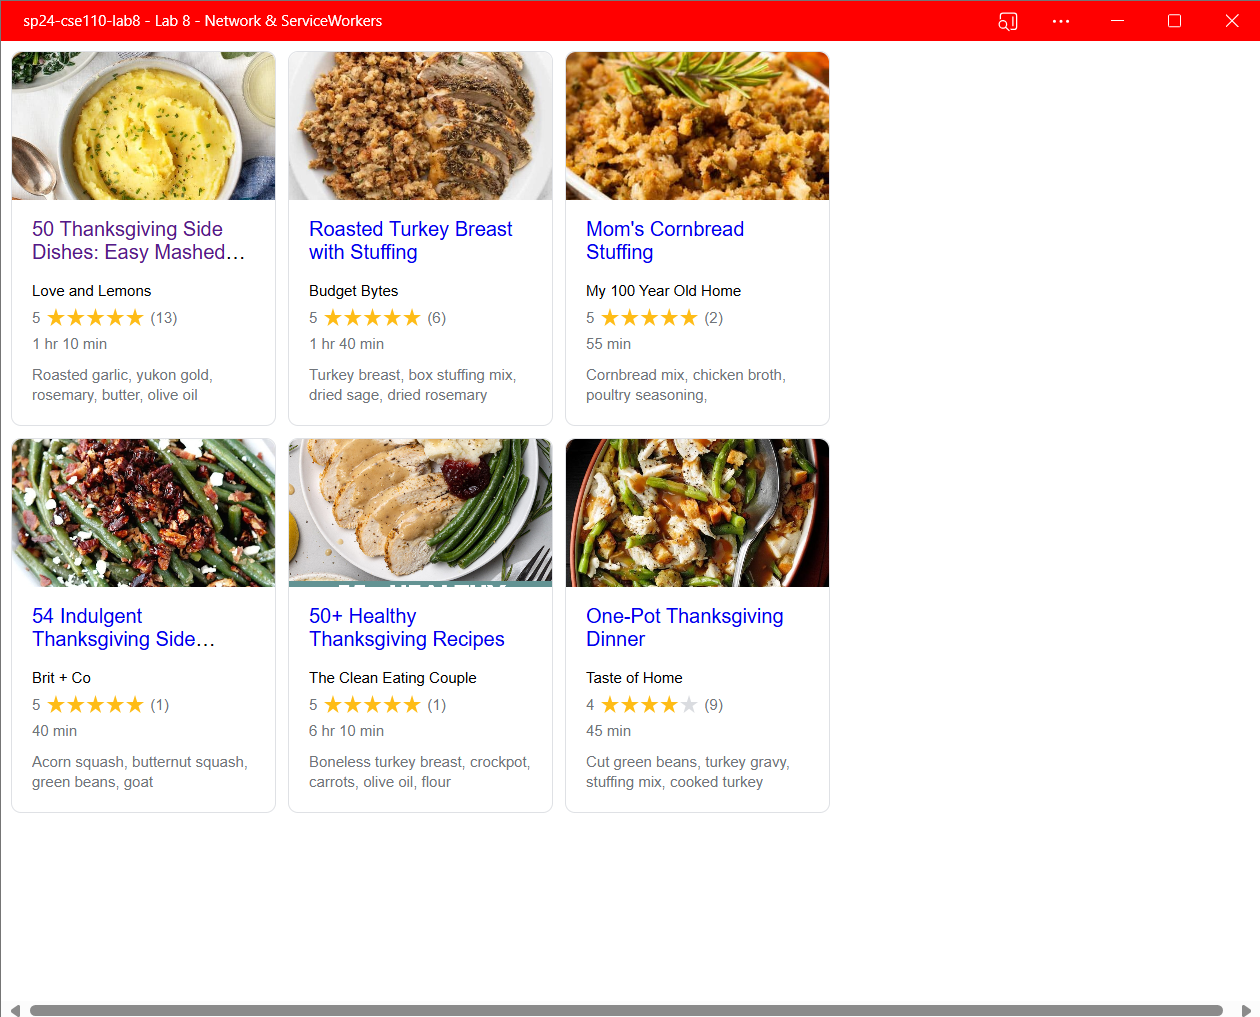 sp24-cse110-lab8 - Lab 8 - Network & ServiceWorkers
50 Thanksgiving Side
Dishes: Easy Mashed...
Love and Lemons
5 ★★★★★ (13)
1 hr 10 min
Roasted garlic, yukon gold,
rosemary, butter, olive oil
Roasted Turkey Breast
with Stuffing
Budget Bytes
5 ★★★★★ (6)
1 hr 40 min
Turkey breast, box stuffing mix,
dried sage, dried rosemary
Mom's Cornbread
Stuffing
My 100 Year Old Home
5 ★★★★★ (2)
55 min
Cornbread mix, chicken broth,
poultry seasoning,
54 Indulgent
Thanksgiving Side...
Brit + Co
5 ★★★★★ (1)
40 min
Acorn squash, butternut squash,
green beans, goat
50+ Healthy
Thanksgiving Recipes
The Clean Eating Couple
5 ★★★★★ (1)
6 hr 10 min
Boneless turkey breast, crockpot,
carrots, olive oil, flour
One-Pot Thanksgiving
Dinner
Taste of Home
4 ★★★★★ (9)
45 min
Cut green beans, turkey gravy,
stuffing mix, cooked turkey